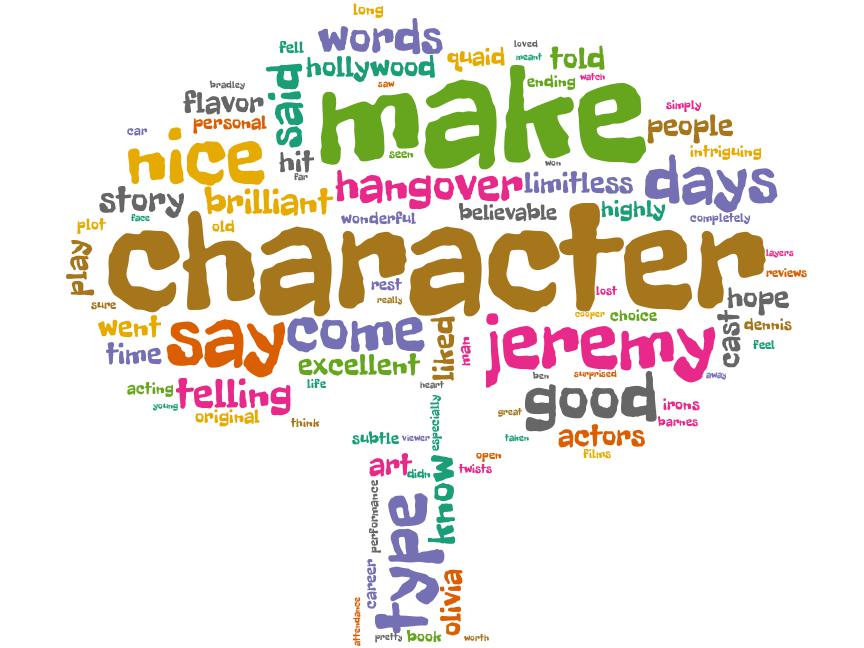 long
words
fell
loved
meant
told
hollywood
quaid
said
saw
ending
watch
make
bradley
flavor
personal
simply
people
car
nice
hit
far
seen
won
intriguing
hangover
limitless
days
story
brilliant
believable
highly
face
wonderful
completely
plot
old
play
character
layers
reviews
rest
really
lost
sure
hope
went
say
come
liked
man
jeremy
cooper
choice
cast
dennis
time
excellent
feel
ben
surprised
away
acting
telling
life
heart
good
irons
young
original
think
great
barnes
especially
subtle
viewer
taken
actors
films
art
didn
know
open
twists
performance
type
career
olivia
attendance
pretty
book
worth